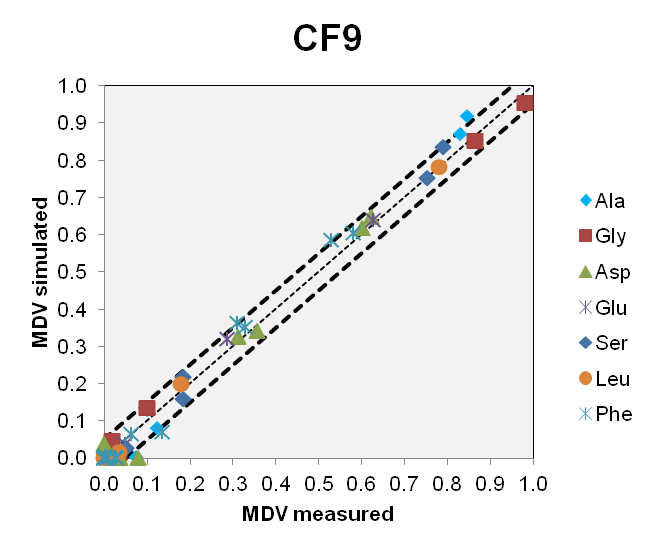 CF9
1.0
0.9
0.8
0.7
0.6
0.5
0.4
0.3
0.2
0.1
0.0
MDV simulated
0.0 0.1 0.2 0.3 0.4 0.5 0.6 0.7 0.8 0.9 1.0
MDV measured
Ala
Gly
Asp
Glu
Ser
Leu
Phe